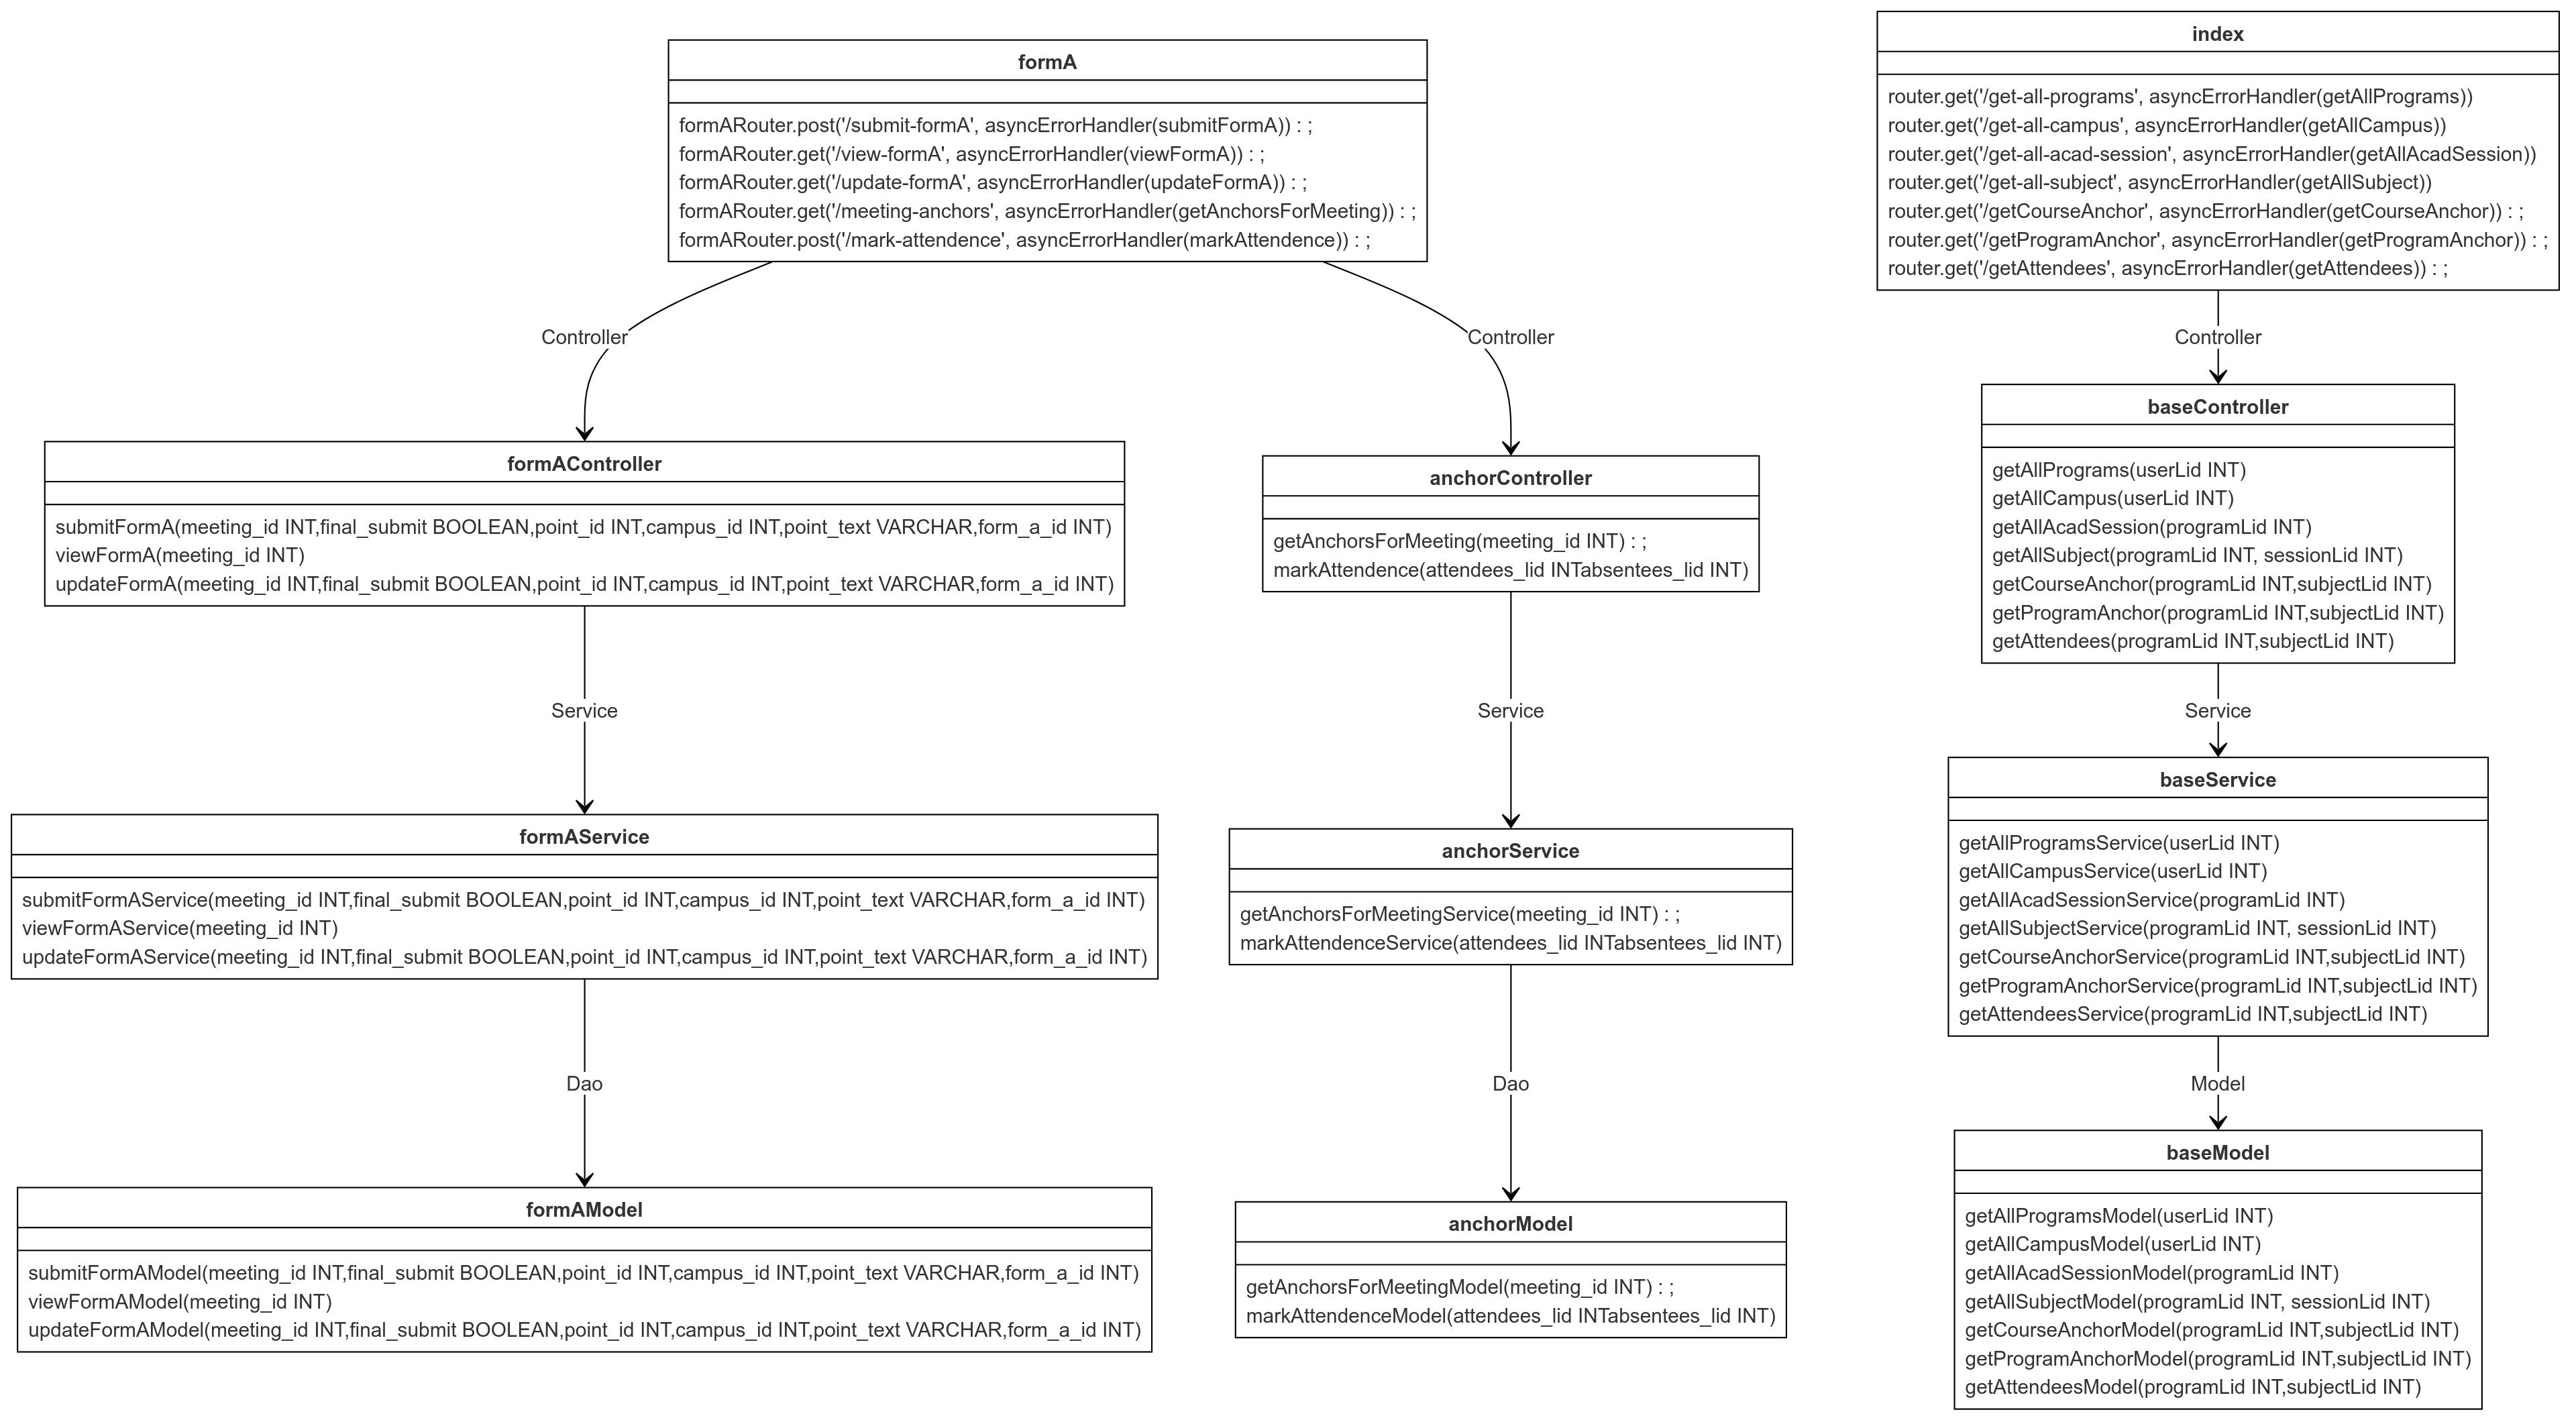 formA
formARouter.post('/submit-formA', asyncErrorHandler(submitFormA)) : ;
formARouter.get('/view-formA', asyncErrorHandler(viewFormA)) : ;
formARouter.get('/update-formA', asyncErrorHandler(updateFormA)) : ;
formARouter.get('/meeting-anchors', asyncErrorHandler(getAnchorsForMeeting)) : ;
formARouter.post('/mark-attendence', asyncErrorHandler(markAttendence)) : ;
Controller
Controller
formAController
submitFormA(meeting_id INT,final_submit BOOLEAN,point_id INT,campus_id INT,point_text VARCHAR,form_a_id INT)
viewFormA(meeting_id INT)
updateFormA(meeting_id INT,final_submit BOOLEAN,point_id INT,campus_id INT,point_text VARCHAR,form_a_id INT)
Service
formAService
submitFormAService(meeting_id INT,final_submit BOOLEAN,point_id INT,campus_id INT,point_text VARCHAR,form_a_id INT)
viewFormAService(meeting_id INT)
updateFormAService(meeting_id INT,final_submit BOOLEAN,point_id INT,campus_id INT,point_text VARCHAR,form_a_id INT)
Dao
formAModel
submitFormAModel(meeting_id INT,final_submit BOOLEAN,point_id INT,campus_id INT,point_text VARCHAR,form_a_id INT)
viewFormAModel(meeting_id INT)
updateFormAModel(meeting_id INT,final_submit BOOLEAN,point_id INT,campus_id INT,point_text VARCHAR,form_a_id INT)
anchorController
getAnchorsForMeeting(meeting_id INT) : ;
markAttendence(attendees_lid INTabsentees_lid INT)
Service
anchorService
getAnchorsForMeetingService(meeting_id INT) : ;
markAttendenceService(attendees_lid INTabsentees_lid INT)
Dao
anchorModel
getAnchorsForMeetingModel(meeting_id INT) : ;
markAttendenceModel(attendees_lid INTabsentees_lid INT)
index
router.get('/get-all-programs', asyncErrorHandler(getAllPrograms))
router.get('/get-all-campus', asyncErrorHandler(getAllCampus))
router.get('/get-all-acad-session', asyncErrorHandler(getAllAcadSession))
router.get('/get-all-subject', asyncErrorHandler(getAllSubject))
router.get('/getCourseAnchor', asyncErrorHandler(getCourseAnchor)) : ;
router.get('/getProgramAnchor', asyncErrorHandler(getProgramAnchor)) : ;
router.get('/getAttendees', asyncErrorHandler(getAttendees)) : ;
Controller
baseController
getAllPrograms(userLid INT)
getAllCampus(userLid INT)
getAllAcadSession(programLid INT)
getAllSubject(programLid INT, sessionLid INT)
getCourseAnchor(programLid INT,subjectLid INT)
getProgramAnchor(programLid INT,subjectLid INT)
getAttendees(programLid INT,subjectLid INT)
Service
baseService
getAllProgramsService(userLid INT)
getAllCampusService(userLid INT)
getAllAcadSessionService(programLid INT)
getAllSubjectService(programLid INT, sessionLid INT)
getCourseAnchorService(programLid INT,subjectLid INT)
getProgramAnchorService(programLid INT,subjectLid INT)
getAttendeesService(programLid INT,subjectLid INT)
Model
baseModel
getAllProgramsModel(userLid INT)
getAllCampusModel(userLid INT)
getAllAcadSessionModel(programLid INT)
getAllSubjectModel(programLid INT, sessionLid INT)
getCourseAnchorModel(programLid INT,subjectLid INT)
getProgramAnchorModel(programLid INT,subjectLid INT)
getAttendeesModel(programLid INT,subjectLid INT)